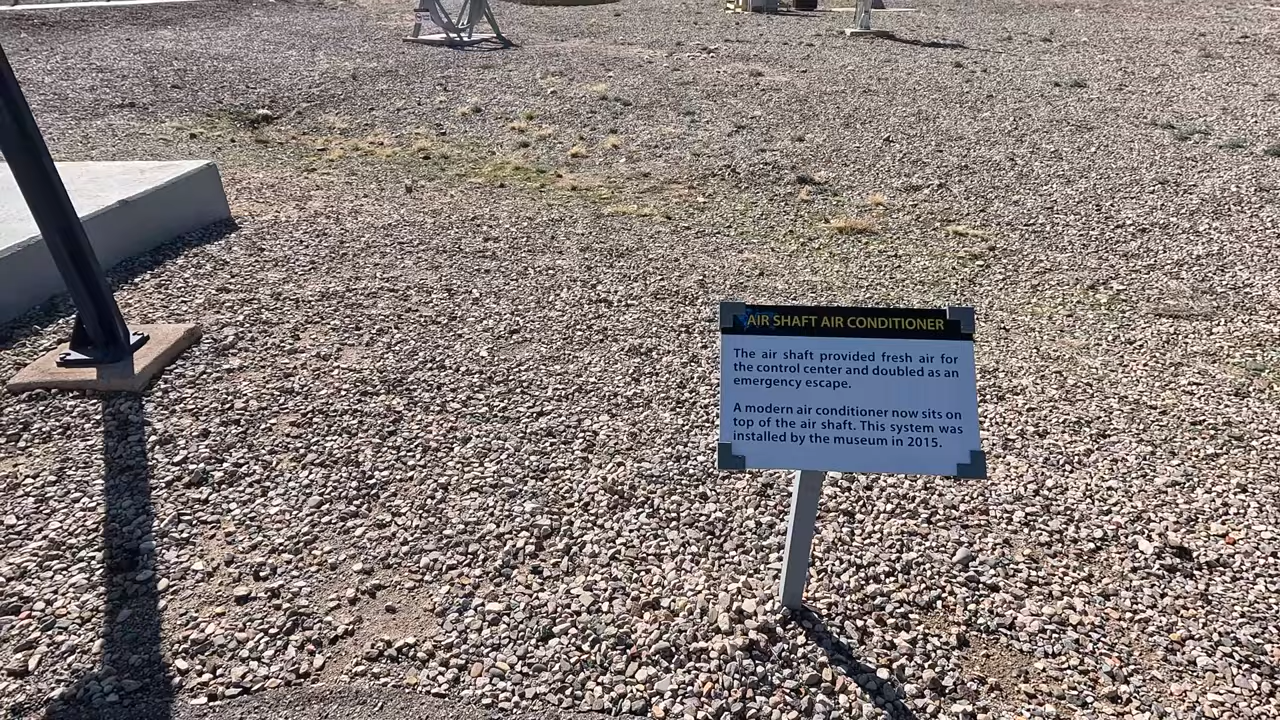 AIR SHAFT AIR CONDITIONER
The air shaft provided fresh air for
the control center and doubled as an
emergency escape.
A modern air conditioner now sits on
top of the air shaft. This system was
installed by the museum in 2015.